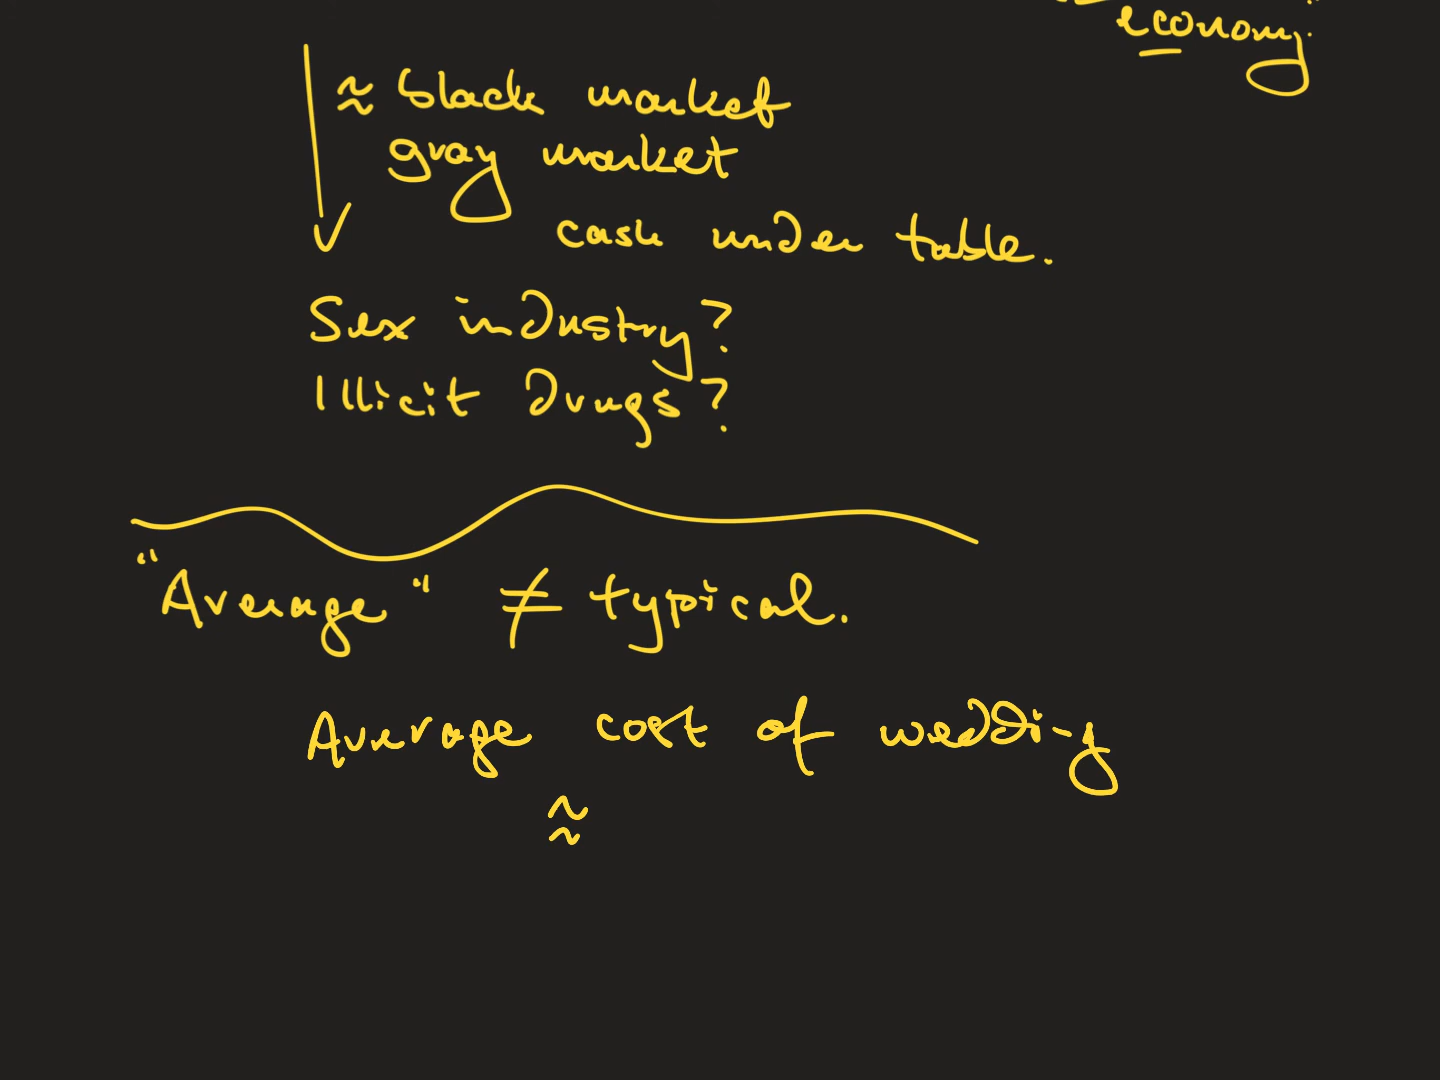 economy.
≈ black market
gray market
cash under table.
Sex industry?
Illicit drugs?
"Average" ≠ typical.
Average cost of wedding
≈